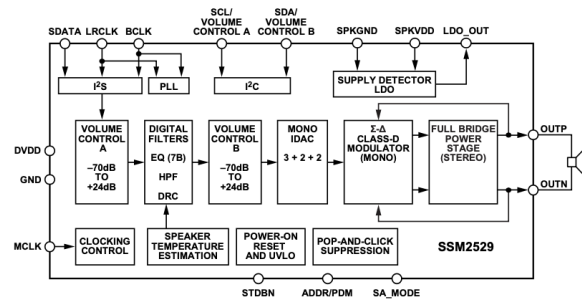 SCL/ SDA/
VOLUME VOLUME
SDATA LRCLK BCLK CONTROL A CONTROL B SPKGND SPKVDD LDO_OUT
I²S PLL I²C SUPPLY DETECTOR
LDO
VOLUME
CONTROL
A
–70dB
TO
+24dB
DIGITAL
FILTERS
EQ (7B)
HPF
DRC
VOLUME
CONTROL
B
–70dB
TO
+24dB
MONO
IDAC
3 + 2 + 2
Σ-Δ
CLASS-D
MODULATOR
(MONO)
FULL BRIDGE
POWER
STAGE
(STEREO)
OUTP
OUTN
DVDD
GND
MCLK
CLOCKING
CONTROL
SPEAKER
TEMPERATURE
ESTIMATION
POWER-ON
RESET
AND UVLO
POP-AND-CLICK
SUPPRESSION
SSM2529
STDBN ADDR/PDM SA_MODE